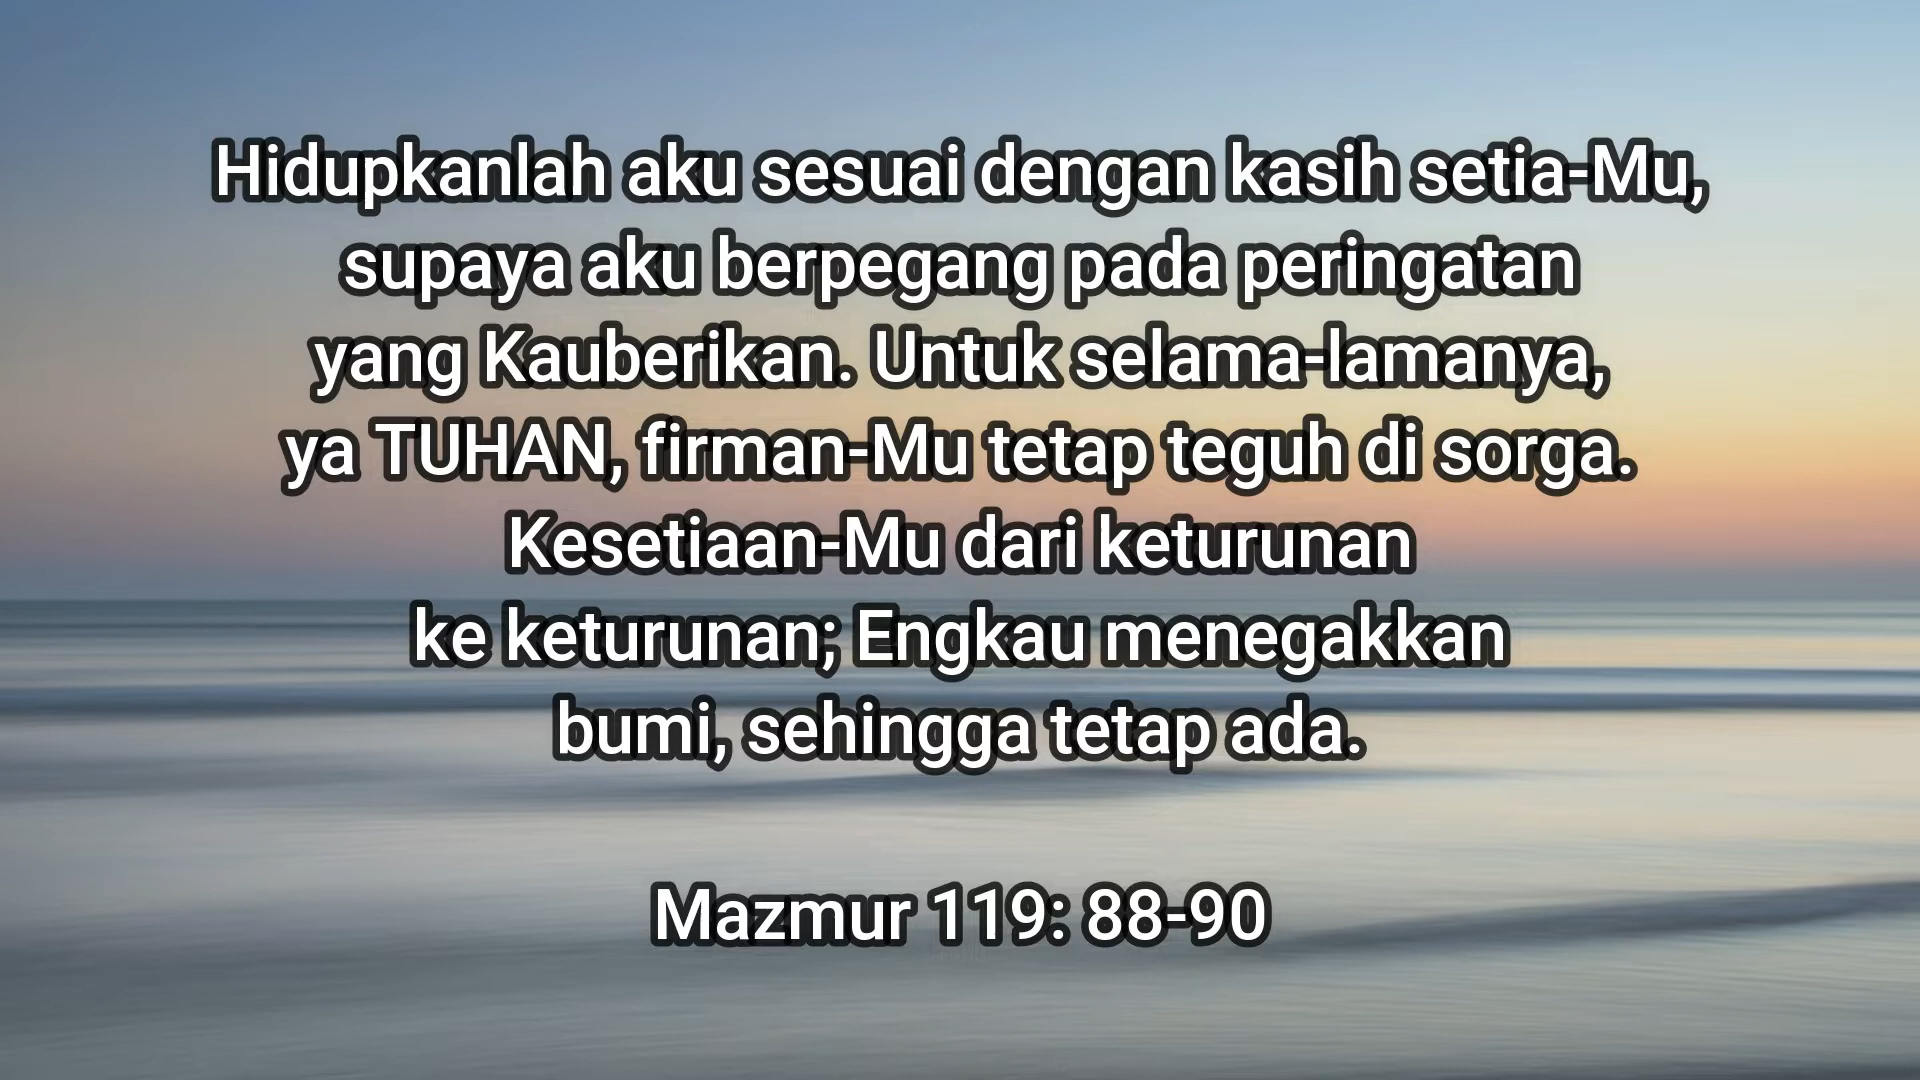 Hidupkanlah aku sesuai dengan kasih setia-Mu,
supaya aku berpegang pada peringatan
yang Kauberikan. Untuk selama-lamanya,
ya TUHAN, firman-Mu tetap teguh di sorga.
Kesetiaan-Mu dari keturunan
ke keturunan; Engkau menegakkan
bumi, sehingga tetap ada.
Mazmur 119: 88-90